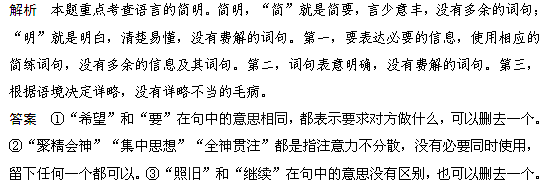 解析　本题重点考查语言的简明。简明，“简”就是简要，言少意丰，没有多余的词句；
“明”就是明白，清楚易懂，没有费解的词句。第一，要表达必要的信息，使用相应的
简练词句，没有多余的信息及其词句。第二，词句表意明确，没有费解的词句。第三，
根据语境决定详略，没有详略不当的毛病。
答案　①“希望”和“要”在句中的意思相同，都表示要求对方做什么，可以删去一个。
②“聚精会神”“集中思想”“全神贯注”都是指注意力不分散，没有必要同时使用，
留下任何一个都可以。③“照旧”和“继续”在句中的意思没有区别，也可以删去一个。